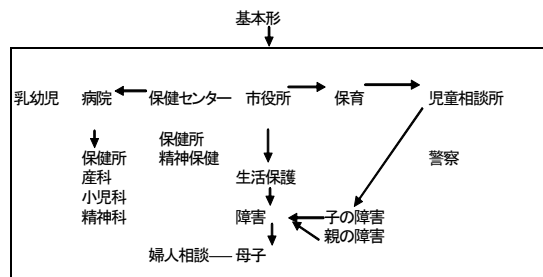 基本形
乳幼児 病院 保健センター 市役所 保育 児童相談所
保健所
精神保健
保健所
産科
小児科
精神科
生活保護
警察
障害 子の障害
親の障害
婦人相談 母子